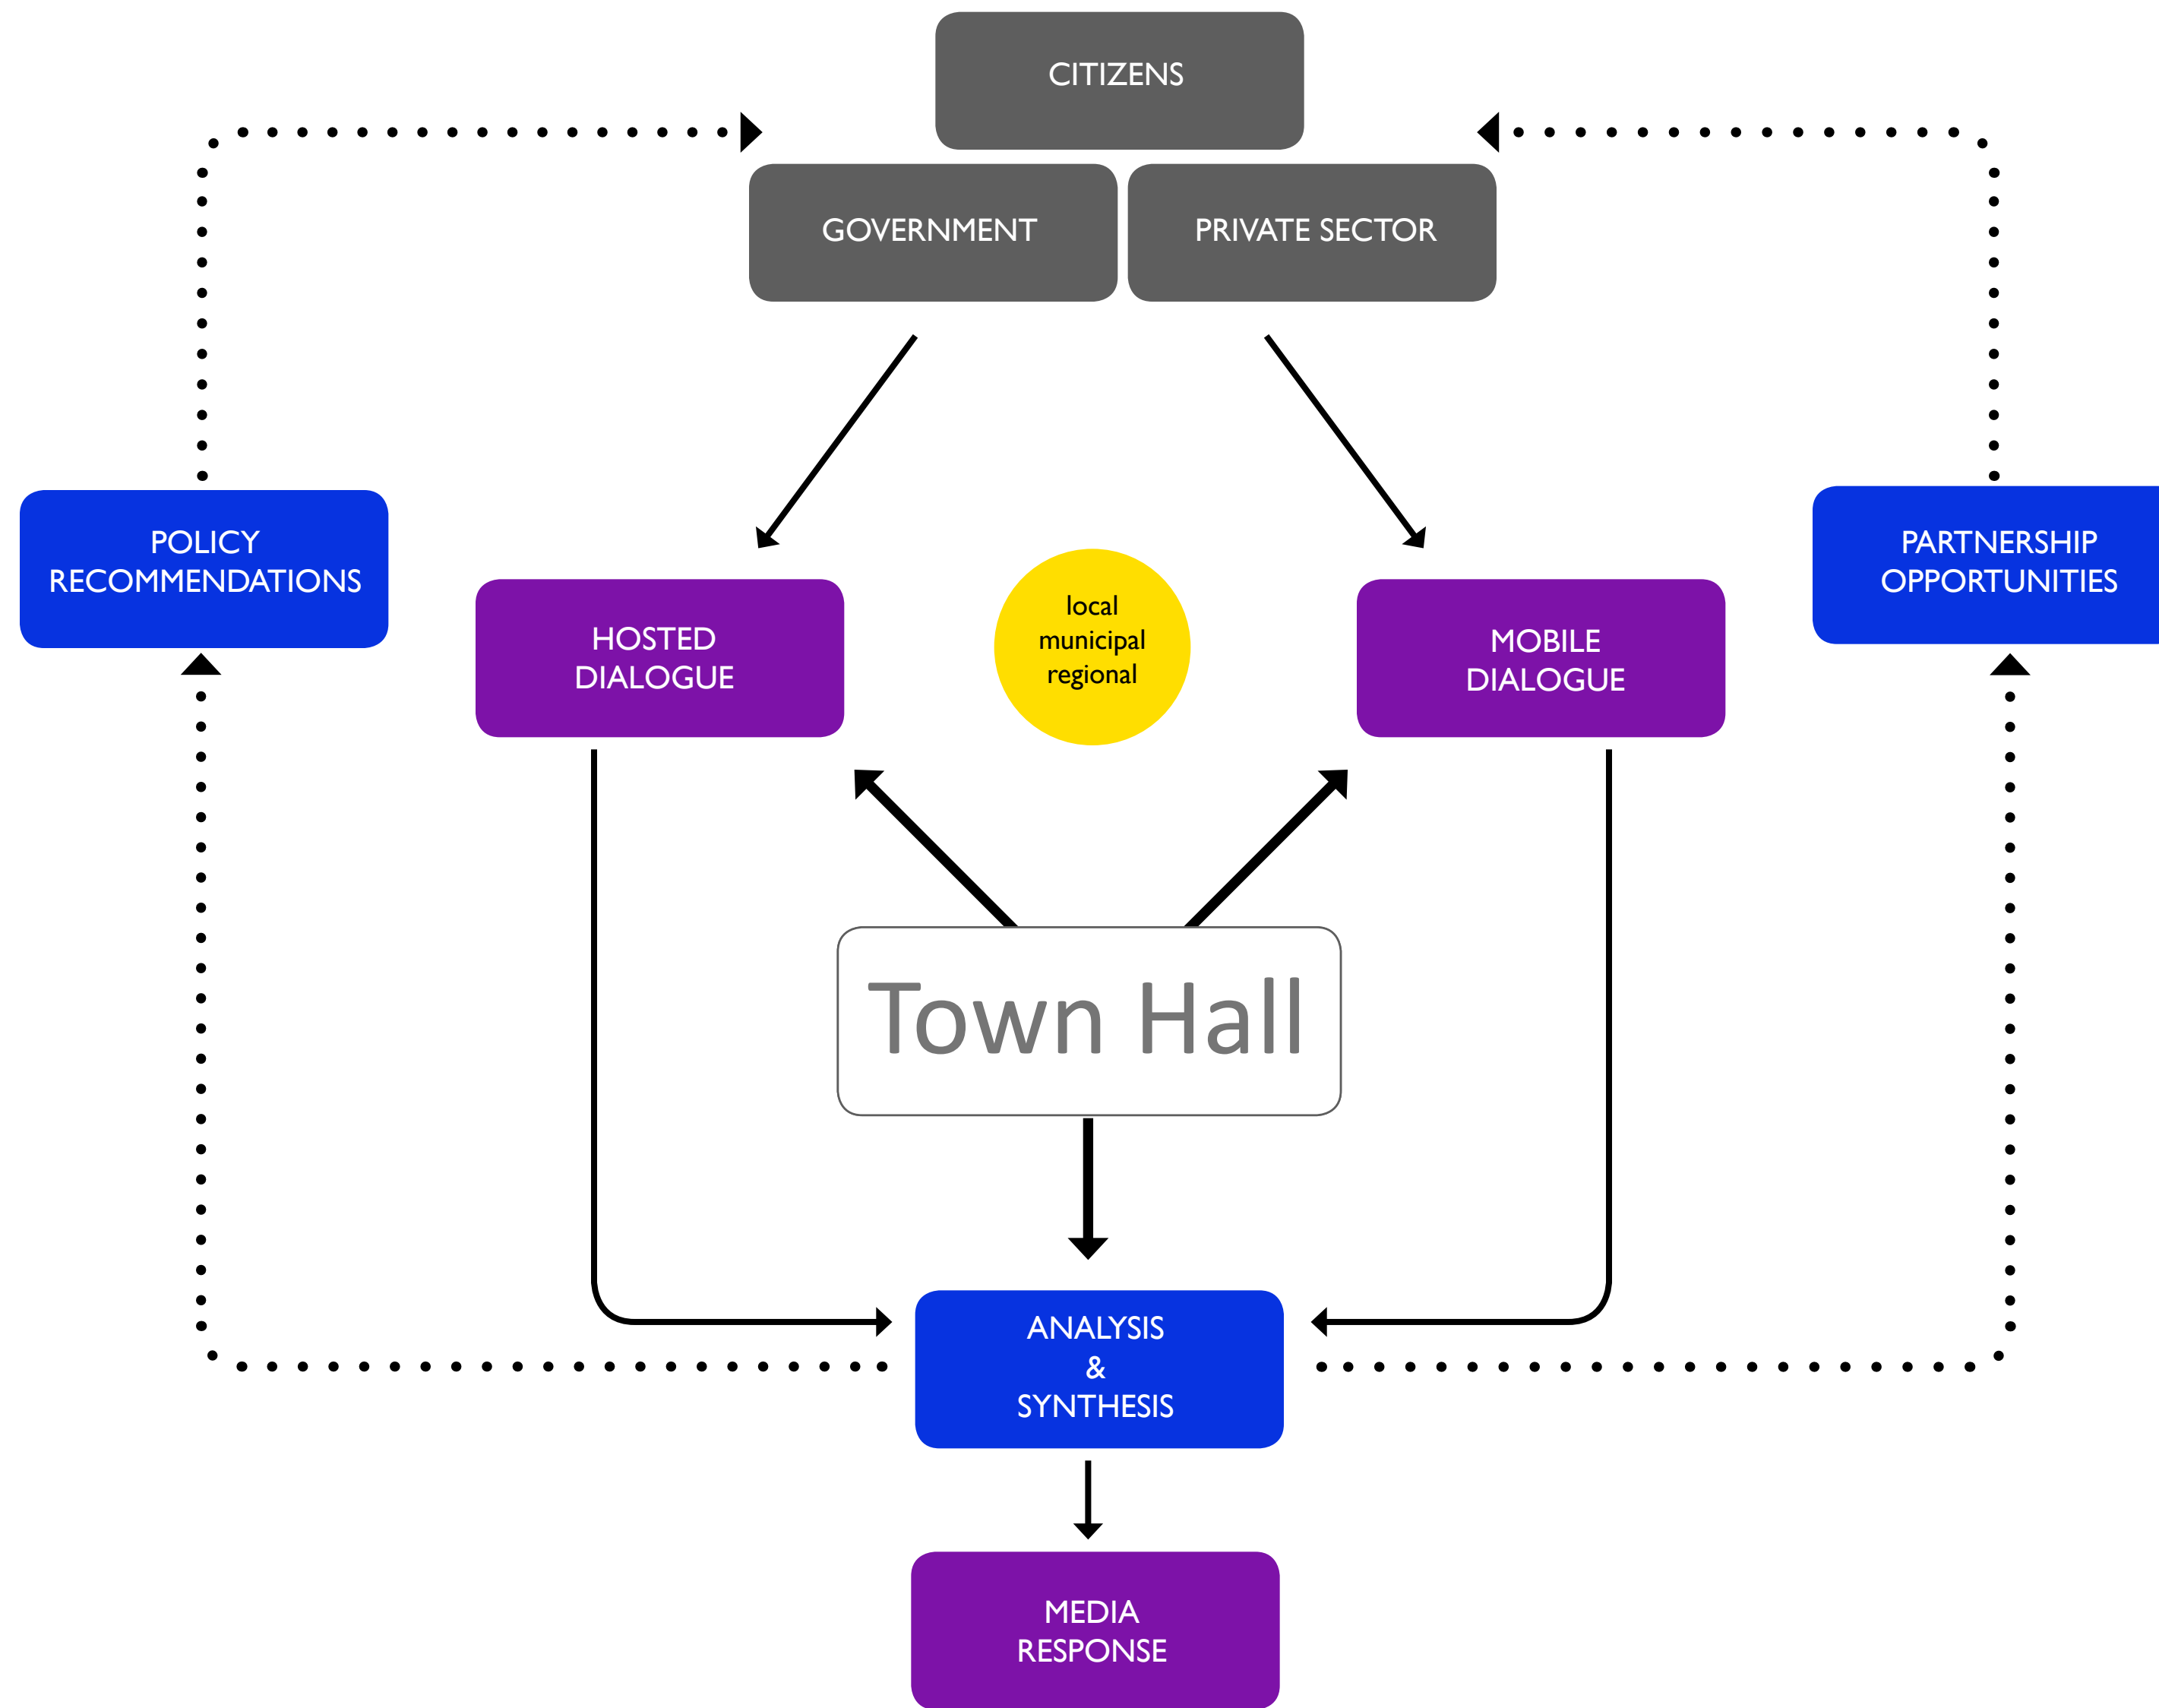 CITIZENS
GOVERNMENT
PRIVATE SECTOR
POLICY
RECOMMENDATIONS
PARTNERSHIP
OPPORTUNITIES
HOSTED
DIALOGUE
local
municipal
regional
MOBILE
DIALOGUE
Town Hall
ANALYSIS
&
SYNTHESIS
MEDIA
RESPONSE